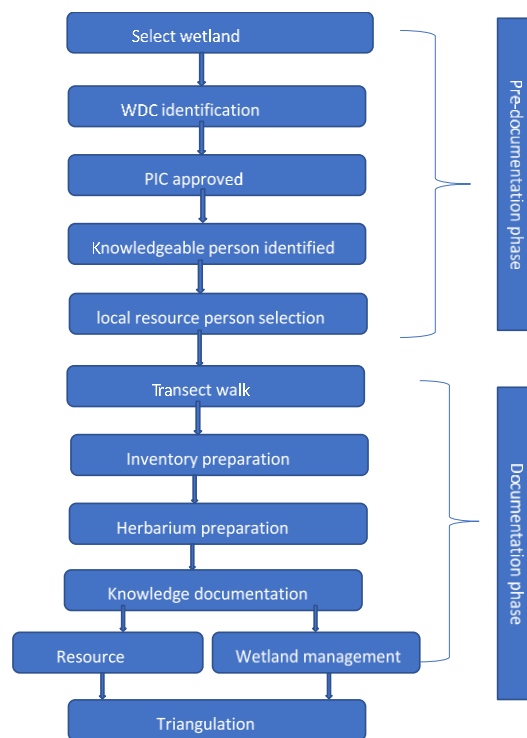 Select wetland
WDC identification
PIC approved
Knowledgeable person identified
local resource person selection
Pre-documentation phase
Transect walk
Inventory preparation
Herbarium preparation
Knowledge documentation
Resource
Wetland management
Triangulation
Documentation phase